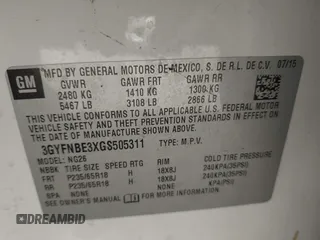 GM
MFD BY GENERAL MOTORS DE MEXICO, S. DE R.L. DE C.V. 07/15
GVWR GAWR FRT GAWR RR
2480 KG 1410 KG 1300 KG
5467 LB 3108 LB 2866 LB
THIS VEHICLE CONFORMS TO ALL APPLICABLE U.S. FEDERAL
MOTOR VEHICLE SAFETY, BUMPER, AND THEFT PREVENTION
STANDARDS IN EFFECT ON THE DATE OF MANUFACTURE SHOWN ABOVE.
3GYFNBE3XGS505311 TYPE: M.P.V.
NG26
NBBK TIRE SIZE SPEED RTG RIM COLD TIRE PRESSURE
FRT P235/65R18 H- 18X8J 240KPA(35PSI)
RR P235/65R18 H- 18X8J 240KPA(35PSI)
SPA KPA(PSI)
SEE OWNER'S MANUAL FOR MORE INFORMATION.